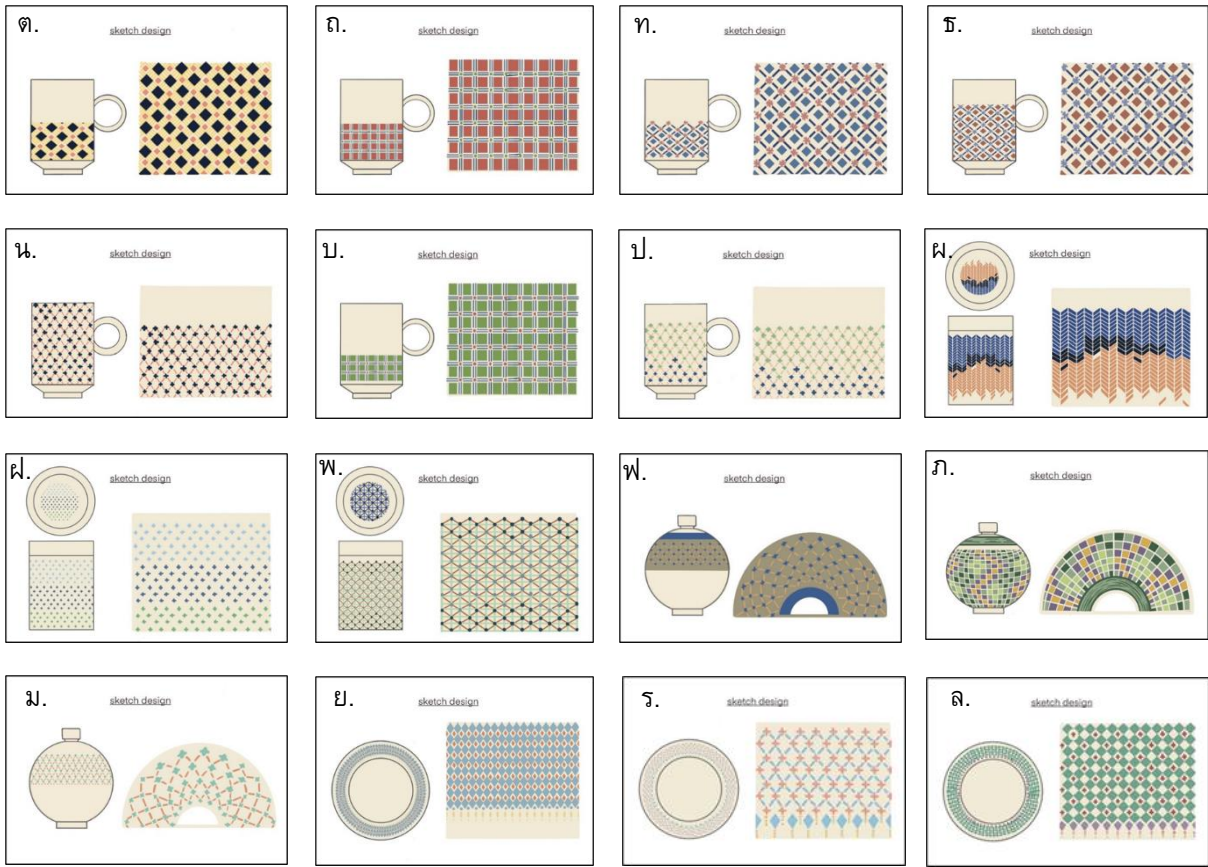 ต. sketch design
ถ. sketch design
ท. sketch design
ธ. sketch design
น. sketch design
บ. sketch design
ป. sketch design
ผ. sketch design
ฝ. sketch design
พ. sketch design
ฟ. sketch design
ภ. sketch design
ม. sketch design
ย. sketch design
ร. sketch design
ล. sketch design